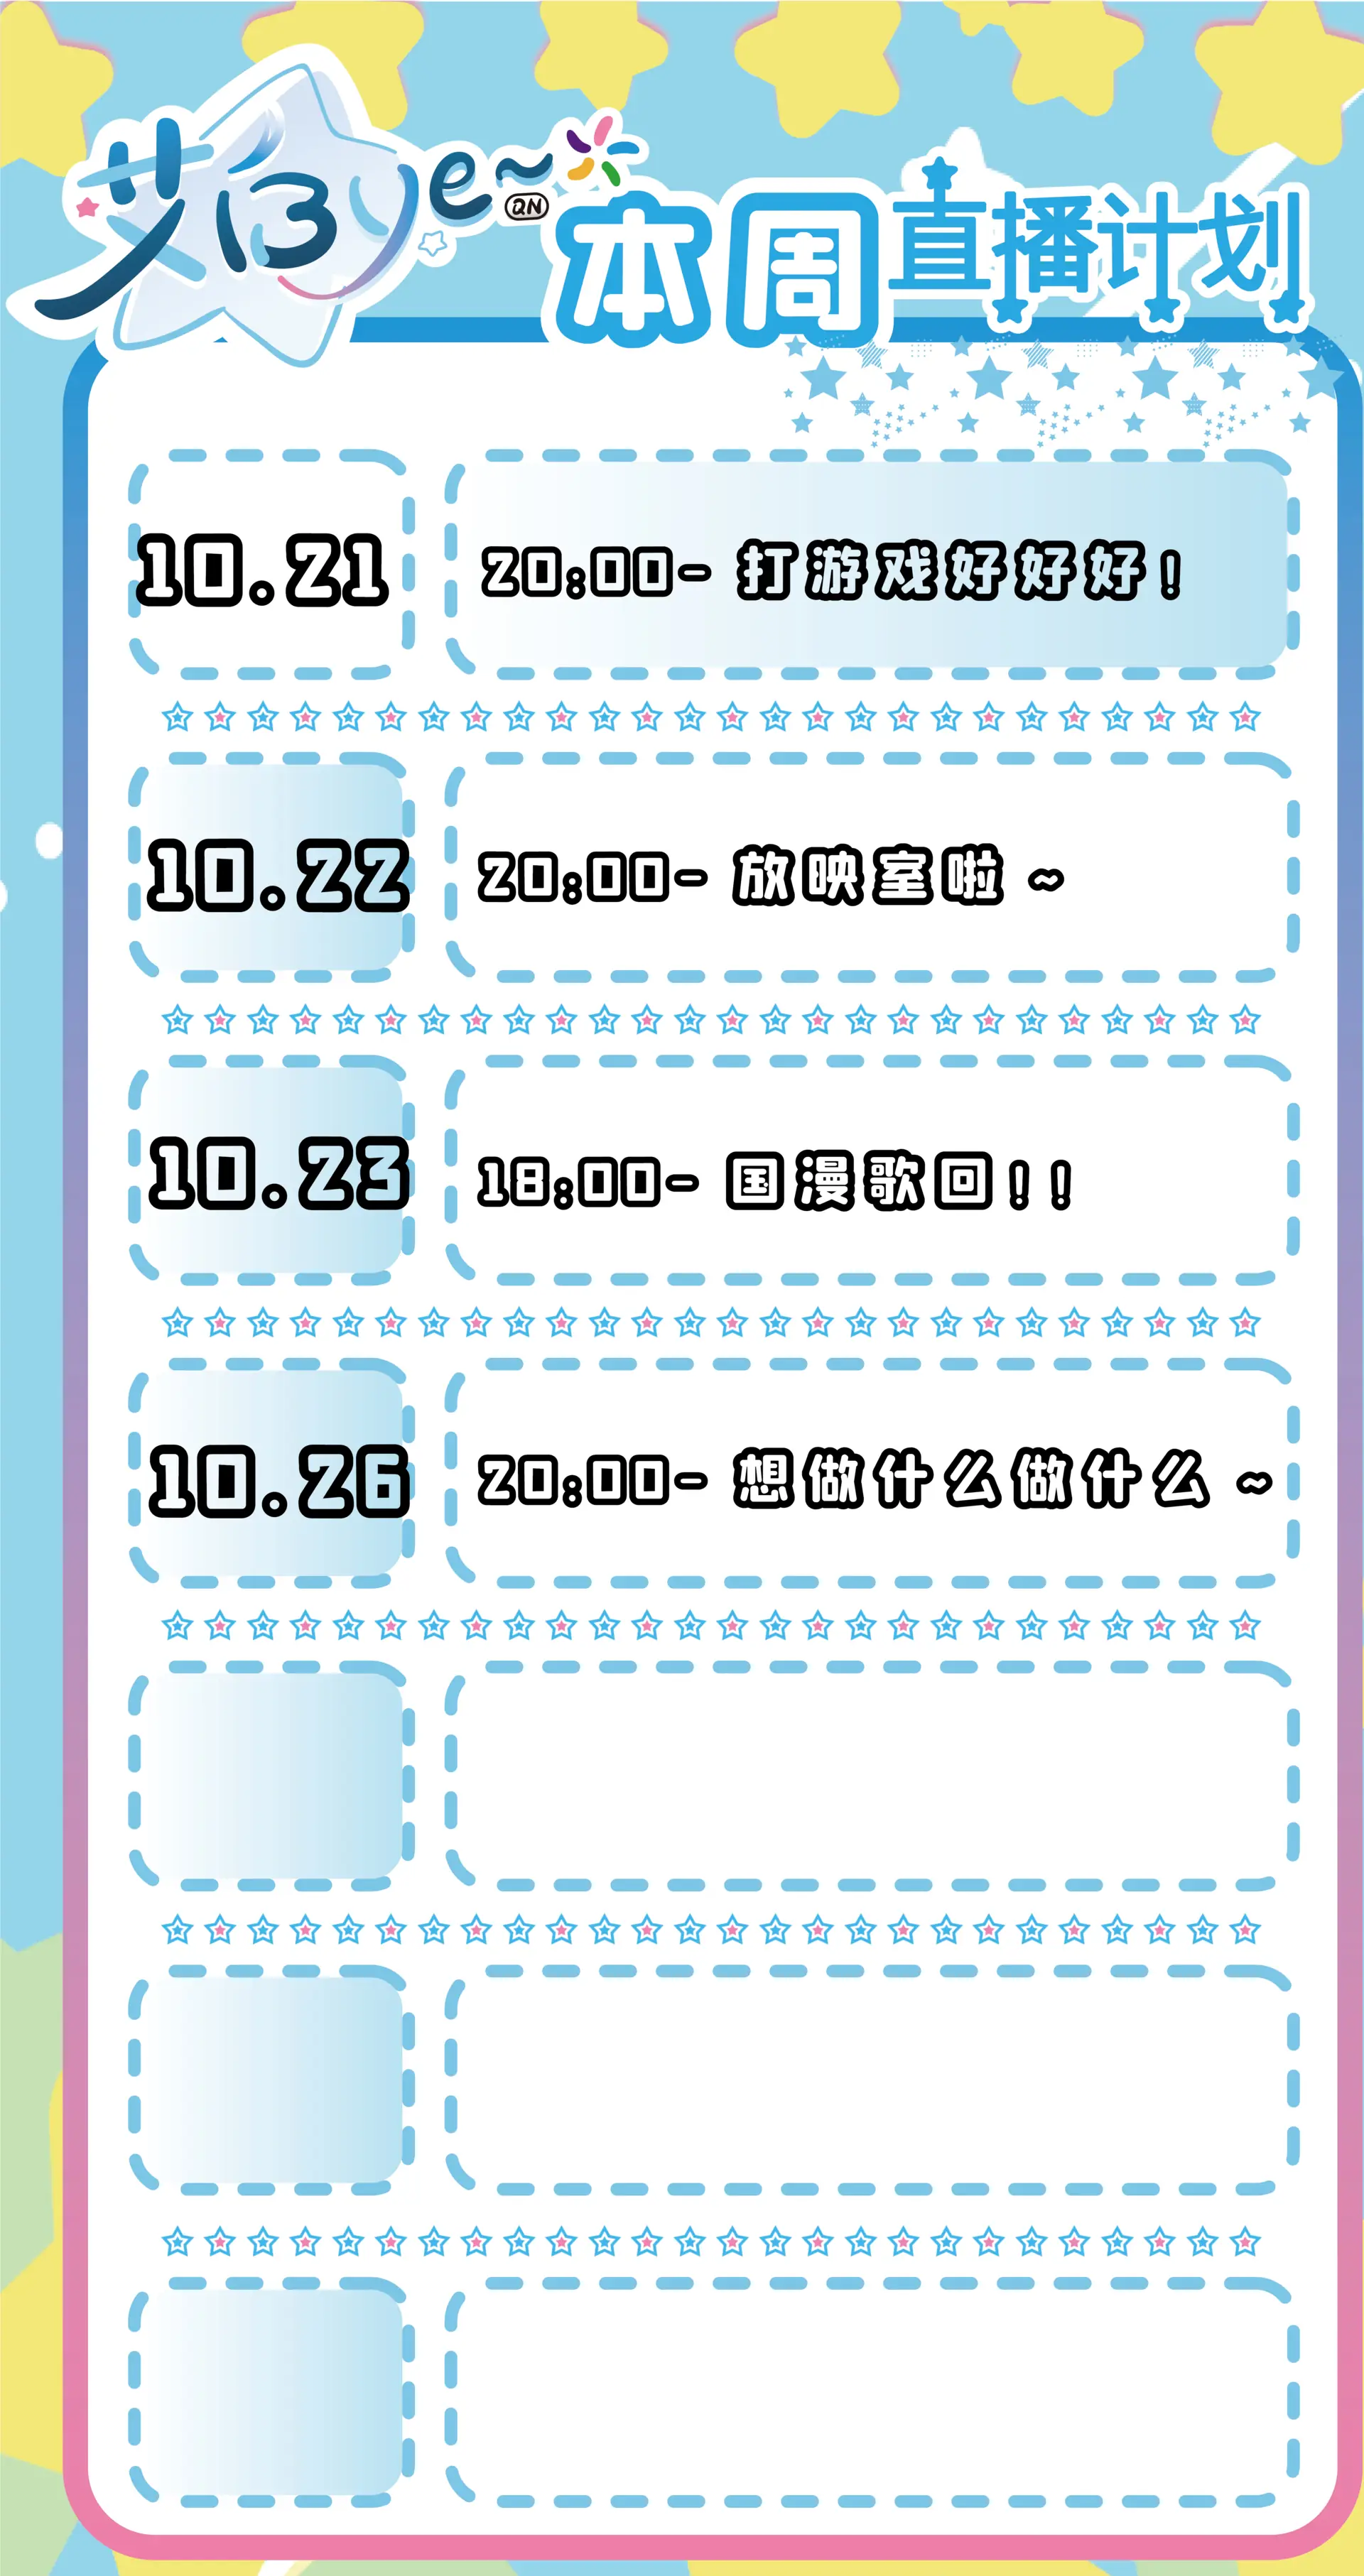 艾因ye~
QN
本周直播计划
10.21
20:00- 打游戏好好好!
10.22
20:00- 放映室啦 ~
10.23
18:00- 国漫歌回!!
10.26
20:00- 想做什么做什么 ~